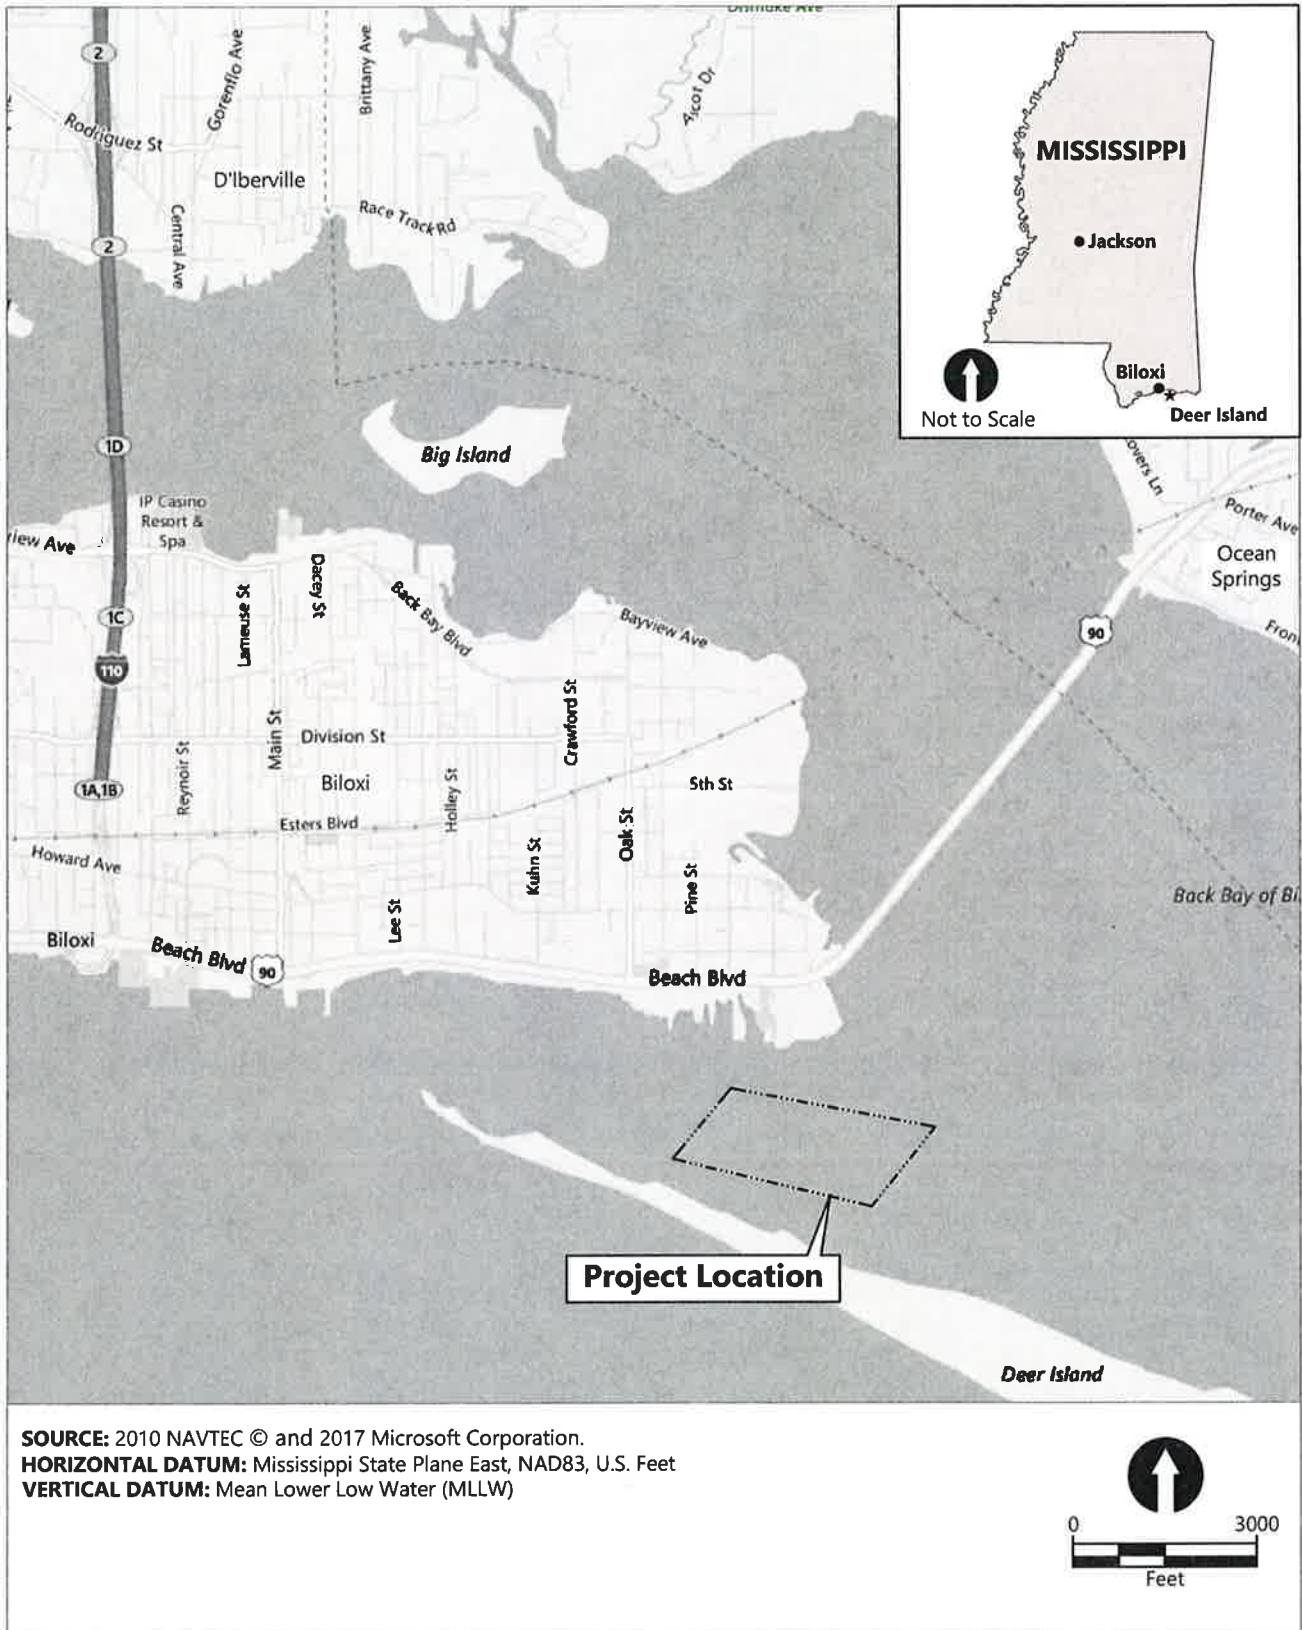 Dismuke Ave
2
Gorenflo Ave
Brittany Ave
Ascot Dr
Rodriguez St
D'Iberville
Race Track Rd
Central Ave
2
MISSISSIPPI
Jackson
Biloxi
Deer Island
Not to Scale
1D
Big Island
IP Casino
Resort &
Spa
Ave
Lameuse St
Dacey St
Back Bay Blvd
Bayview Ave
Porter Ave
Ocean
Springs
1C
90
110
Crawford St
Main St
Division St
Reynoir St
Biloxi
Holley St
5th St
1A,1B
Esters Blvd
Oak St
Howard Ave
Kuhn St
Pine St
Lee St
Back Bay of
Biloxi
Beach Blvd
90
Beach Blvd
Project Location
Deer Island
SOURCE: 2010 NAVTEC © and 2017 Microsoft Corporation.
HORIZONTAL DATUM: Mississippi State Plane East, NAD83, U.S. Feet
VERTICAL DATUM: Mean Lower Low Water (MLLW)
0 3000
Feet